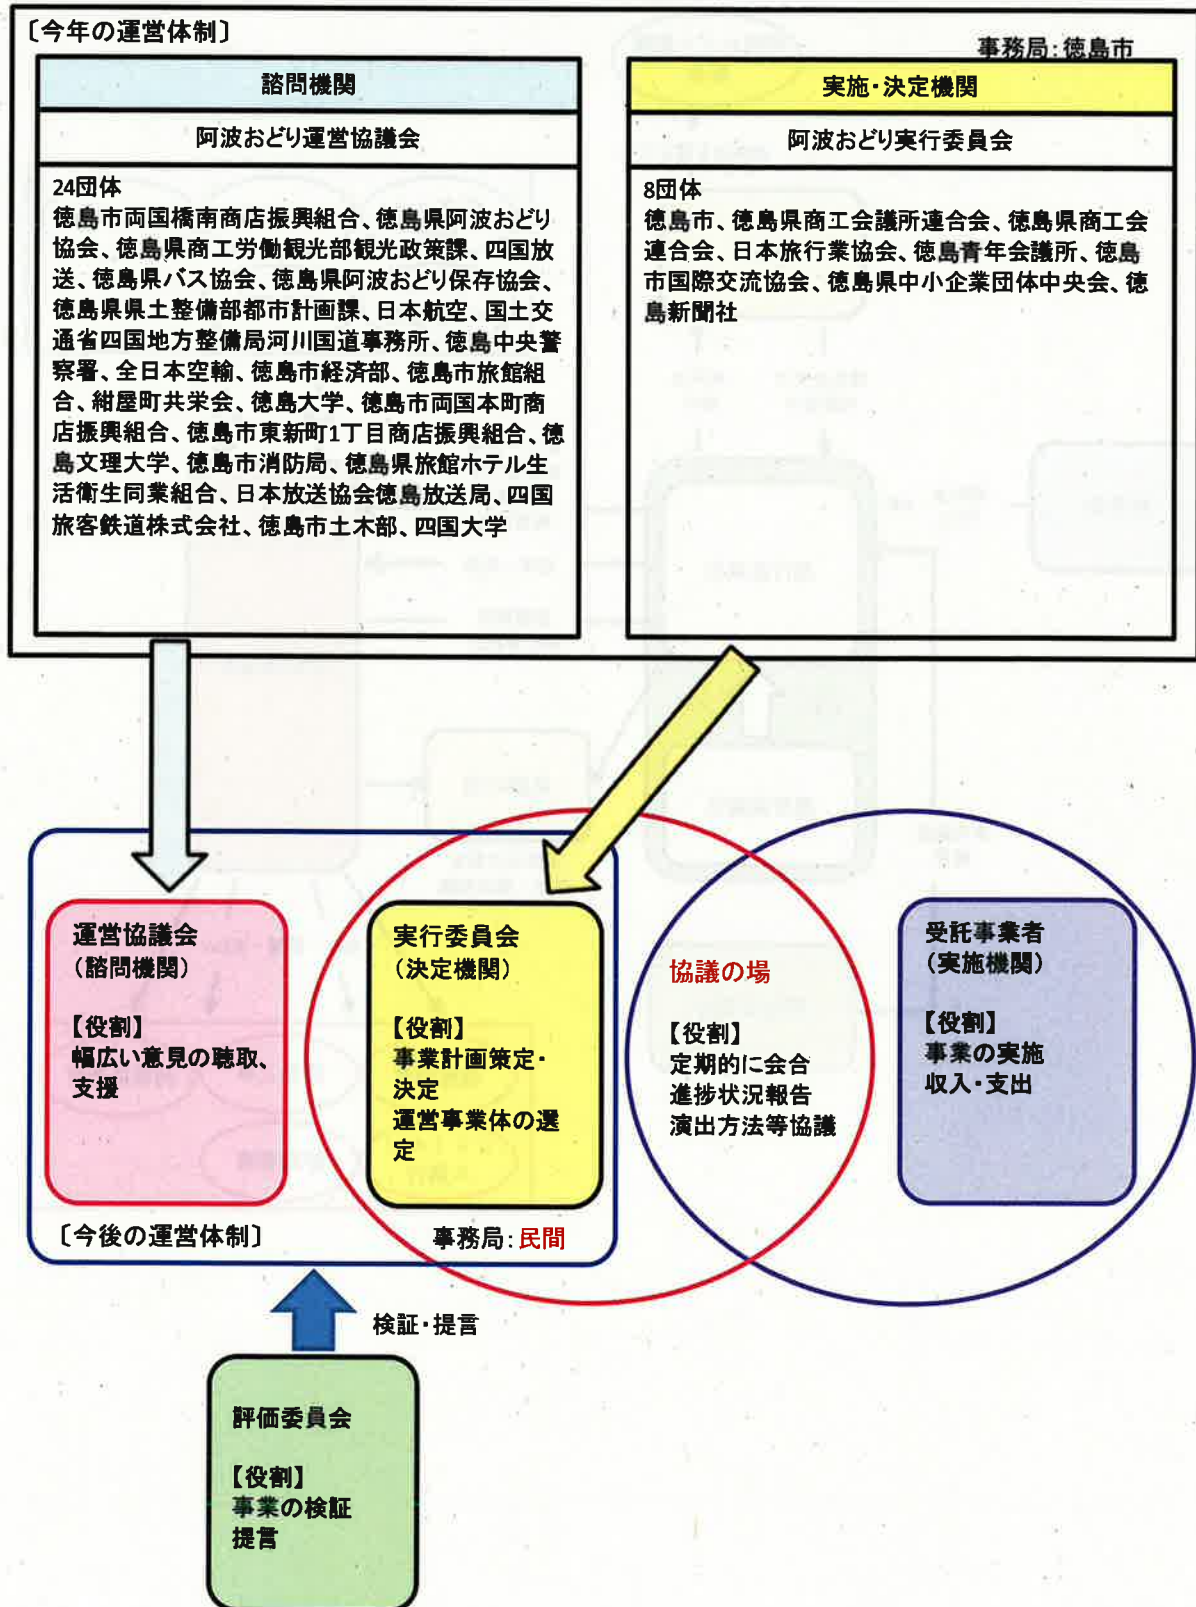 〔今年の運営体制〕
事務局：徳島市
諮問機関
阿波おどり運営協議会
24団体
徳島市両国橋南商店振興組合、徳島県阿波おどり
協会、徳島県商工労働観光部観光政策課、四国放
送、徳島県バス協会、徳島県阿波おどり保存協会、
徳島県県土整備部都市計画課、日本航空、国土交
通省四国地方整備局河川国道事務所、徳島中央警
察署、全日本空輸、徳島市経済部、徳島市旅館組
合、紺屋町共栄会、徳島大学、徳島市両国本町商
店振興組合、徳島市東新町1丁目商店振興組合、徳
島文理大学、徳島市消防局、徳島県旅館ホテル生
活衛生同業組合、日本放送協会徳島放送局、四国
旅客鉄道株式会社、徳島市土木部、四国大学
実施・決定機関
阿波おどり実行委員会
8団体
徳島市、徳島県商工会議所連合会、徳島県商工会
連合会、日本旅行業協会、徳島青年会議所、徳島
市国際交流協会、徳島県中小企業団体中央会、徳
島新聞社
運営協議会
（諮問機関）
【役割】
幅広い意見の聴取、
支援
実行委員会
（決定機関）
【役割】
事業計画策定・
決定
運営事業体の選
定
協議の場
【役割】
定期的に会合
進捗状況報告
演出方法等協議
受託事業者
（実施機関）
【役割】
事業の実施
収入・支出
〔今後の運営体制〕
事務局：民間
検証・提言
評価委員会
【役割】
事業の検証
提言